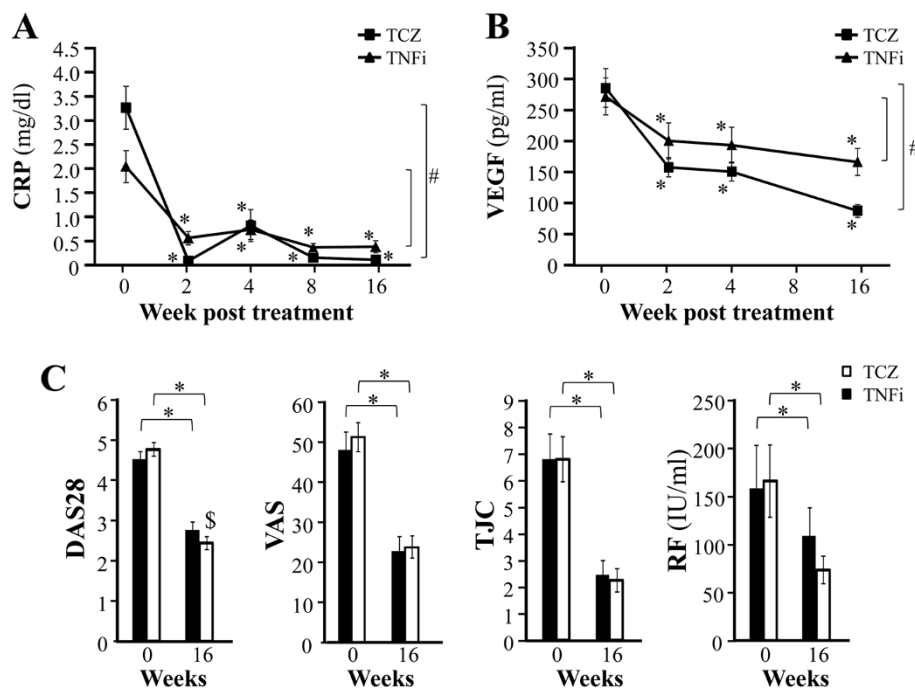 A
TCZ
TNFi
CRP (mg/dl)
4.5
4.0
3.5
3.0
2.0
1.0
0.5
0
* * * *
* * * *
#
0 2 4 8 16
Week post treatment
B
TCZ
TNFi
VEGF (pg/ml)
350
300
250
200
150
100
50
0
* * *
* * *
#
0 2 4 8 16
Week post treatment
C
TCZ
TNFi
DAS28
6
5
4
3
2
1
0
*
*
$
0 16
Weeks
VAS
60
50
40
30
20
10
0
*
*
0 16
Weeks
TJC
9
8
7
6
5
4
3
2
1
0
*
*
0 16
Weeks
RF (IU/ml)
250
200
150
100
50
0
*
*
0 16
Weeks